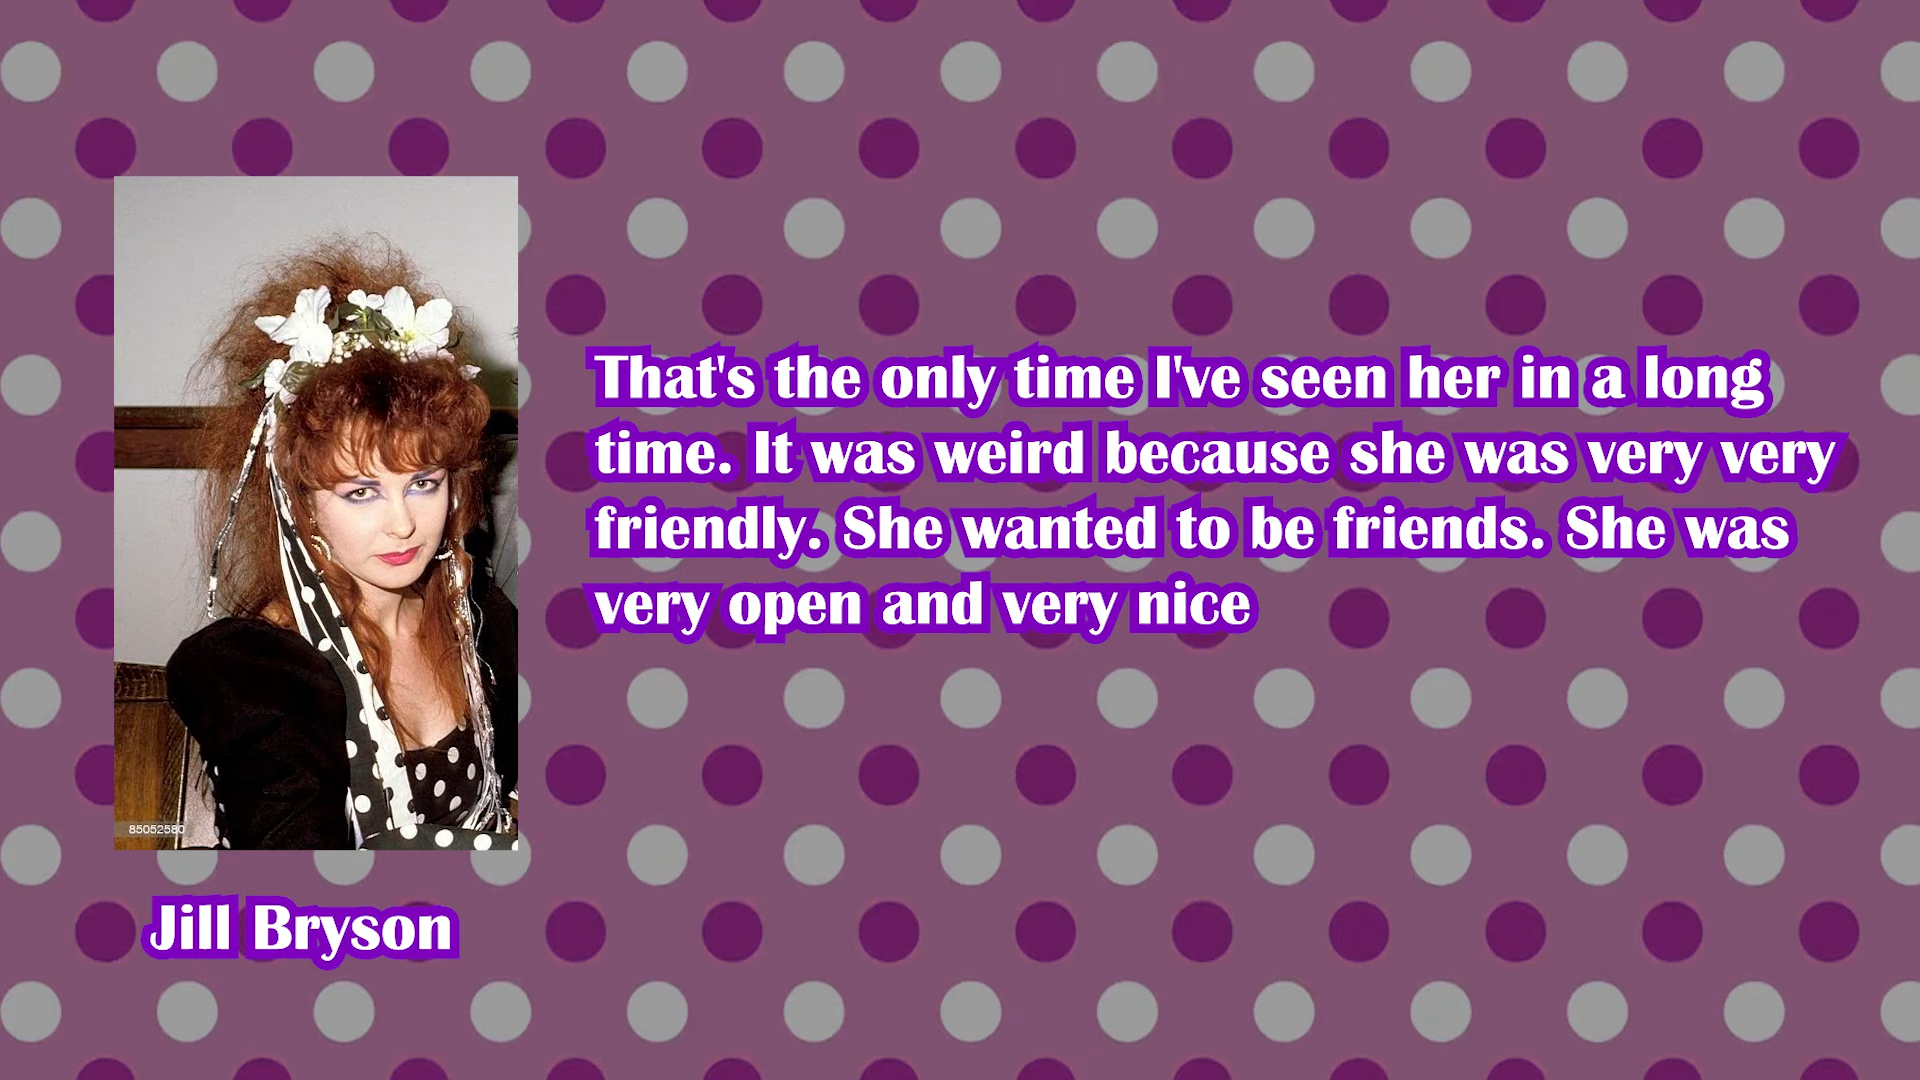 That's the only time I've seen her in a long
time. It was weird because she was very very
friendly. She wanted to be friends. She was
very open and very nice
85052580
Jill Bryson